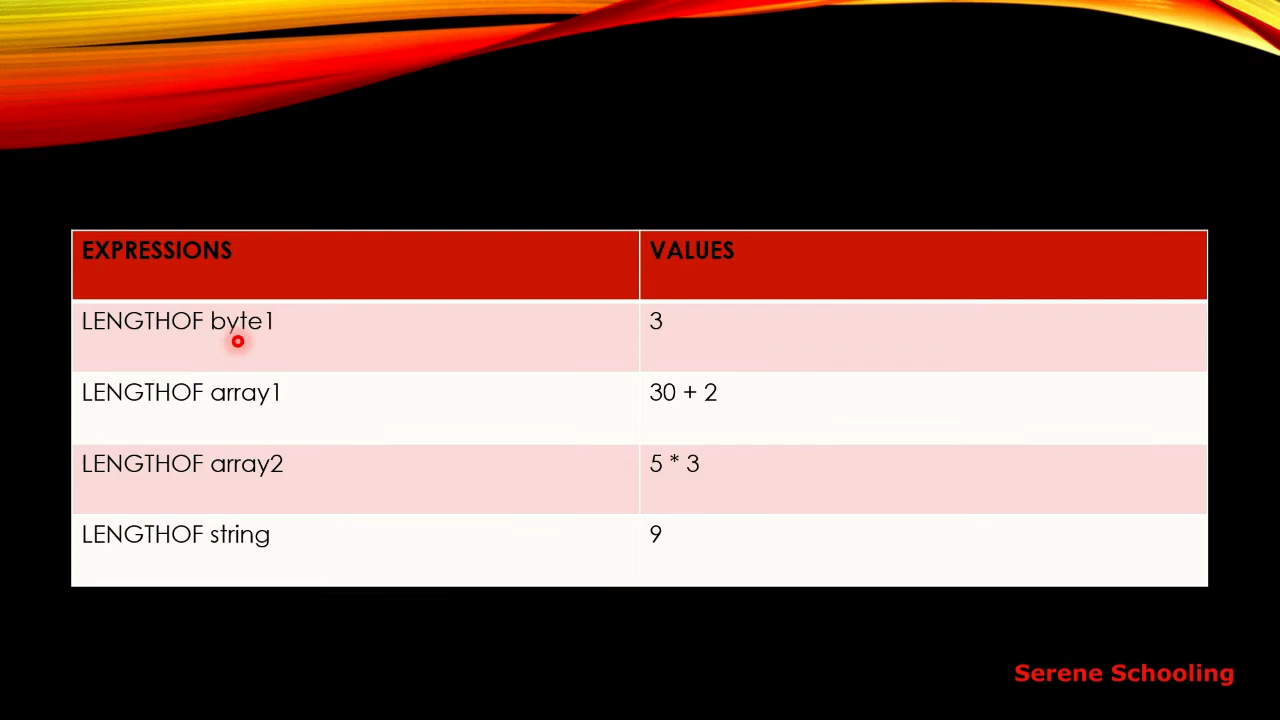 EXPRESSIONS VALUES
LENGTHOF byte1 3
LENGTHOF array1 30 + 2
LENGTHOF array2 5 * 3
LENGTHOF string 9
Serene Schooling